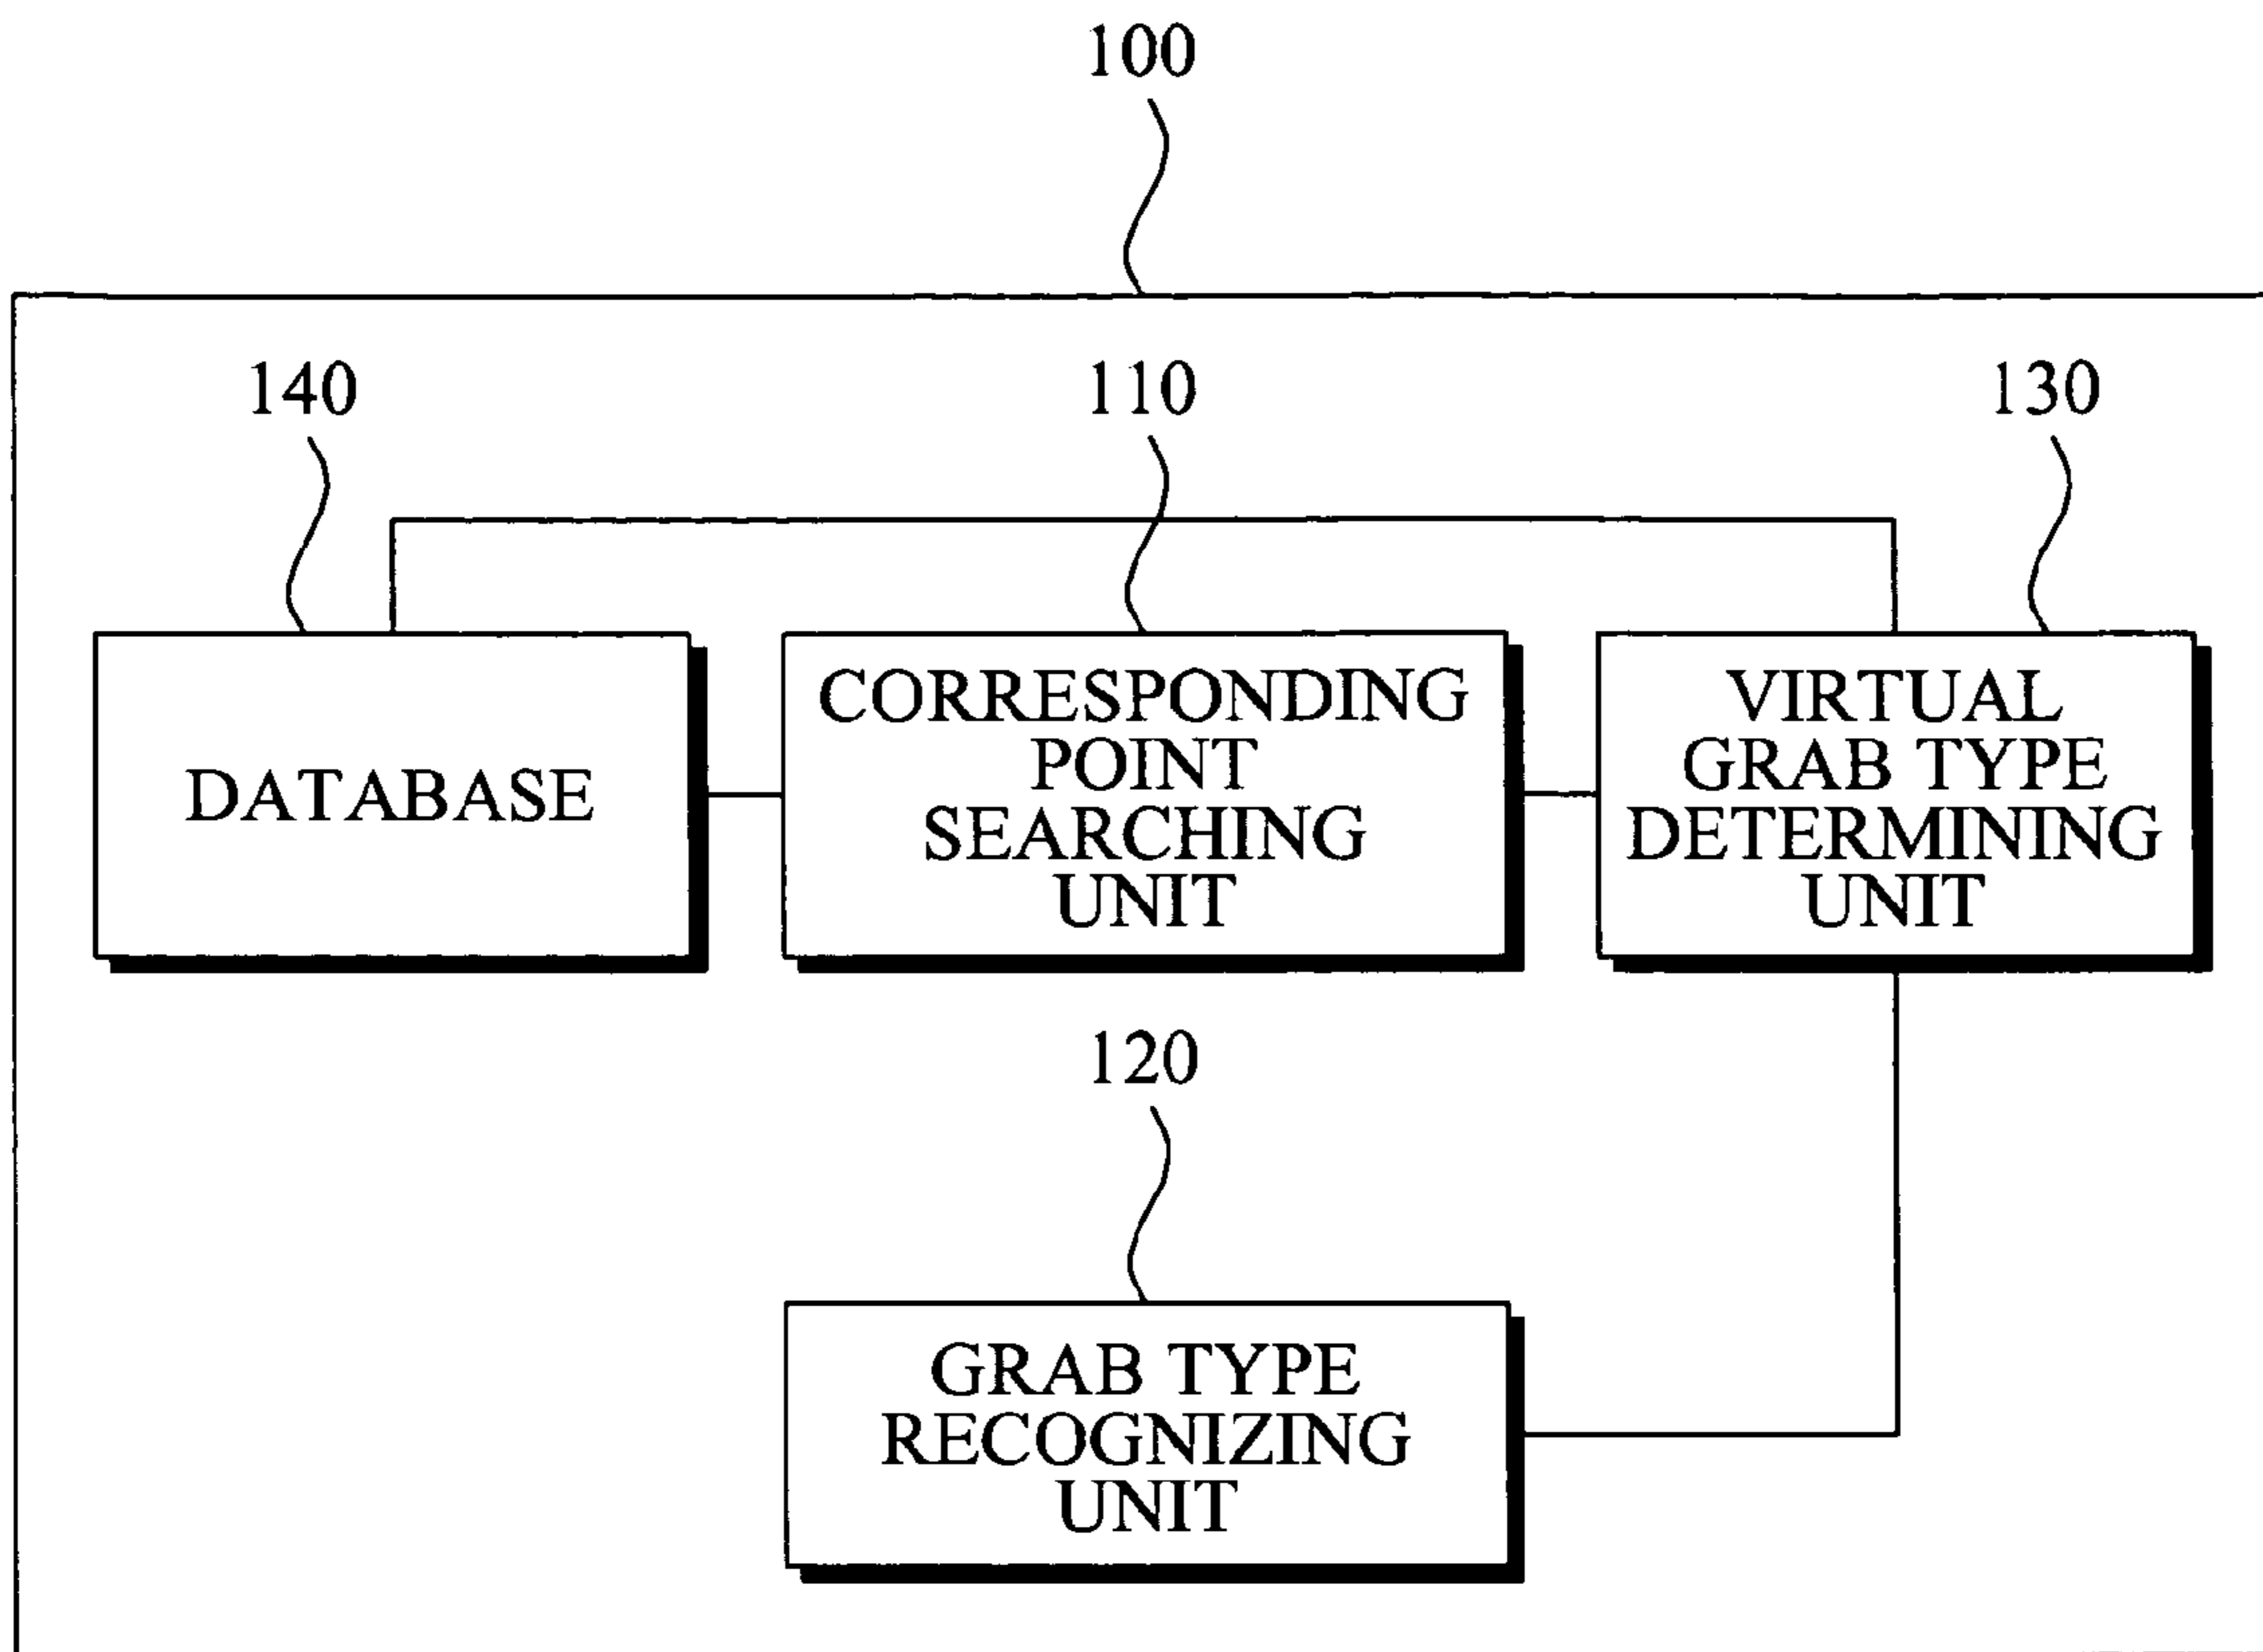 100
140
110
130
DATABASE
CORRESPONDING
POINT
SEARCHING
UNIT
VIRTUAL
GRAB TYPE
DETERMINING
UNIT
120
GRAB TYPE
RECOGNIZING
UNIT